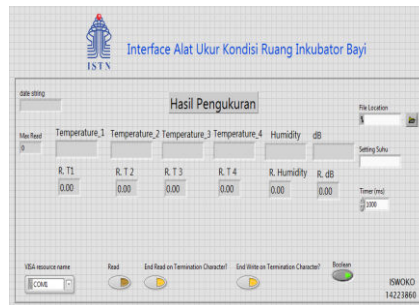 ISTN
Interface Alat Ukur Kondisi Ruang Inkubator Bayi
date string
Hasil Pengukuran
File Location
Max Read
0
Temperature_1 Temperature_2 Temperature_3 Temperature_4 Humidity dB
Setting Suhu
R. T1 R. T 2 R. T 3 R. T 4 R. Humidity R. dB
0.00 0.00 0.00 0.00 0.00 0.00
Timer (ms)
1000
VISA resource name Read End Read on Termination Character? End Write on Termination Character? Boolean
COM1
ISWOKO
14223860